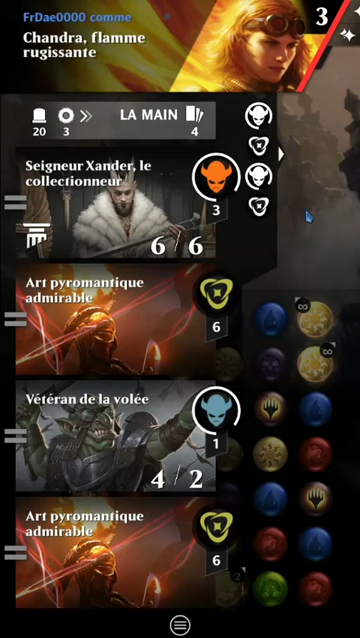 FrDae0000 comme
Chandra, flamme
rugissante
3
LA MAIN
20 3 4
Seigneur Xander, le
collectionneur
3
6 / 6
Art pyromantique
admirable
6
Vétéran de la volée
1
4 / 2
Art pyromantique
admirable
6
2